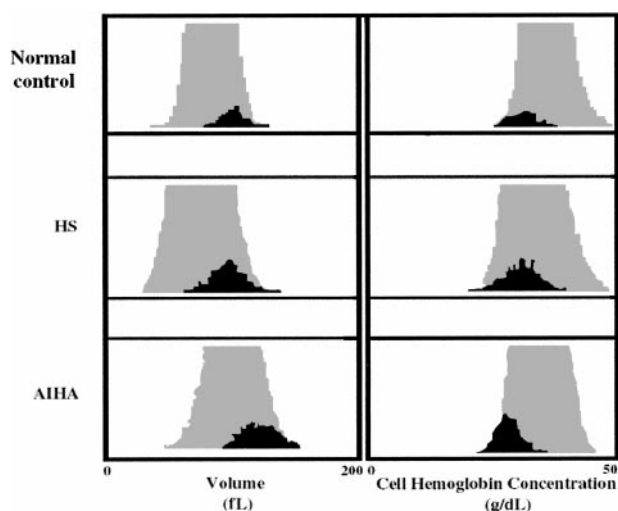 Normal
control
HS
AIHA
0
200
0
50
Volume
(fL)
Cell Hemoglobin Concentration
(g/dL)